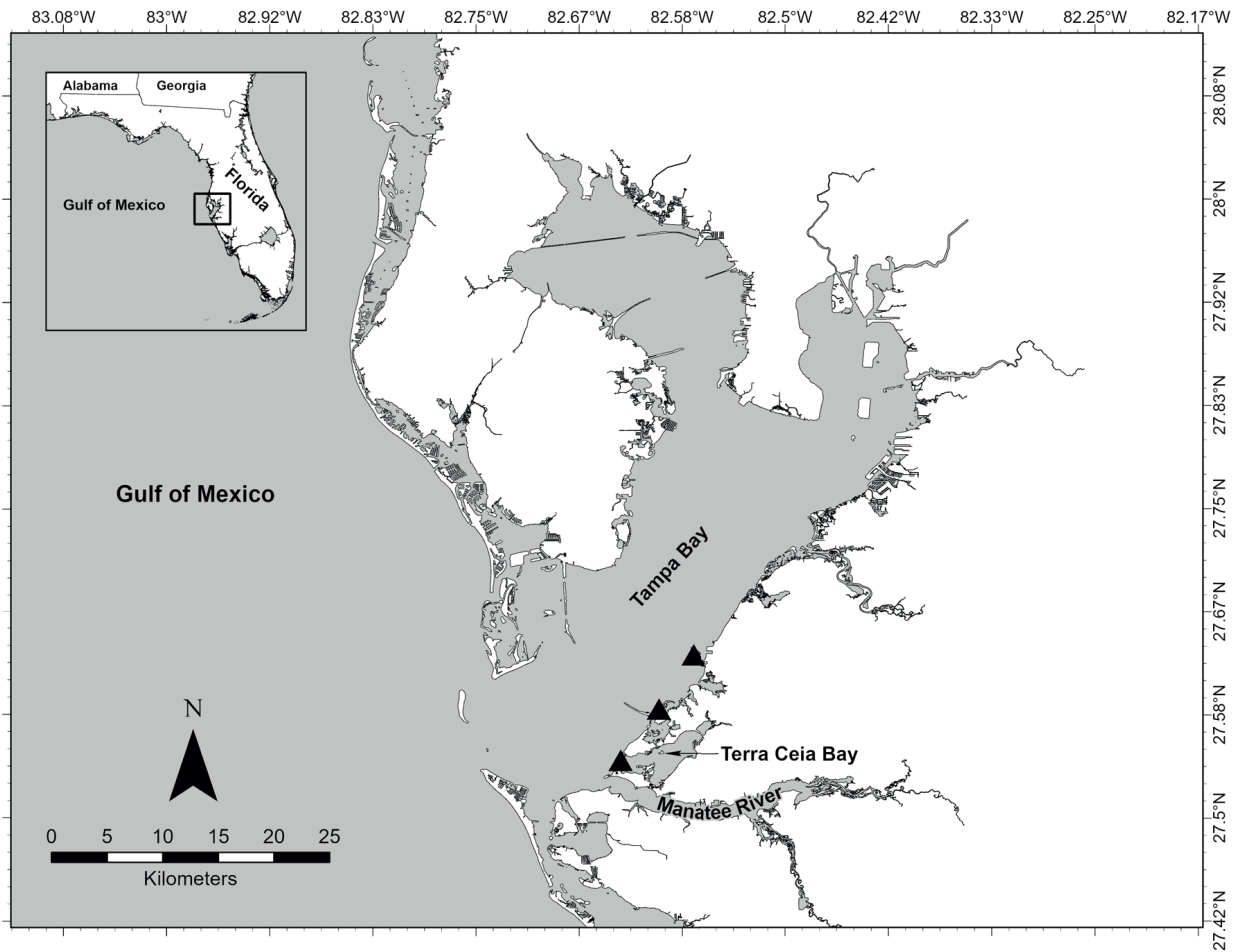 83.08°W 83°W 82.92°W 82.83°W 82.75°W 82.67°W 82.58°W 82.5°W 82.42°W 82.33°W 82.25°W 82.17°W
Alabama
Georgia
Florida
Gulf of Mexico
28.08°N
28°N
27.92°N
27.83°N
27.75°N
27.67°N
27.58°N
27.5°N
27.42°N
Gulf of Mexico
Tampa Bay
Terra Ceia Bay
Manatee River
N
0 5 10 15 20 25
Kilometers